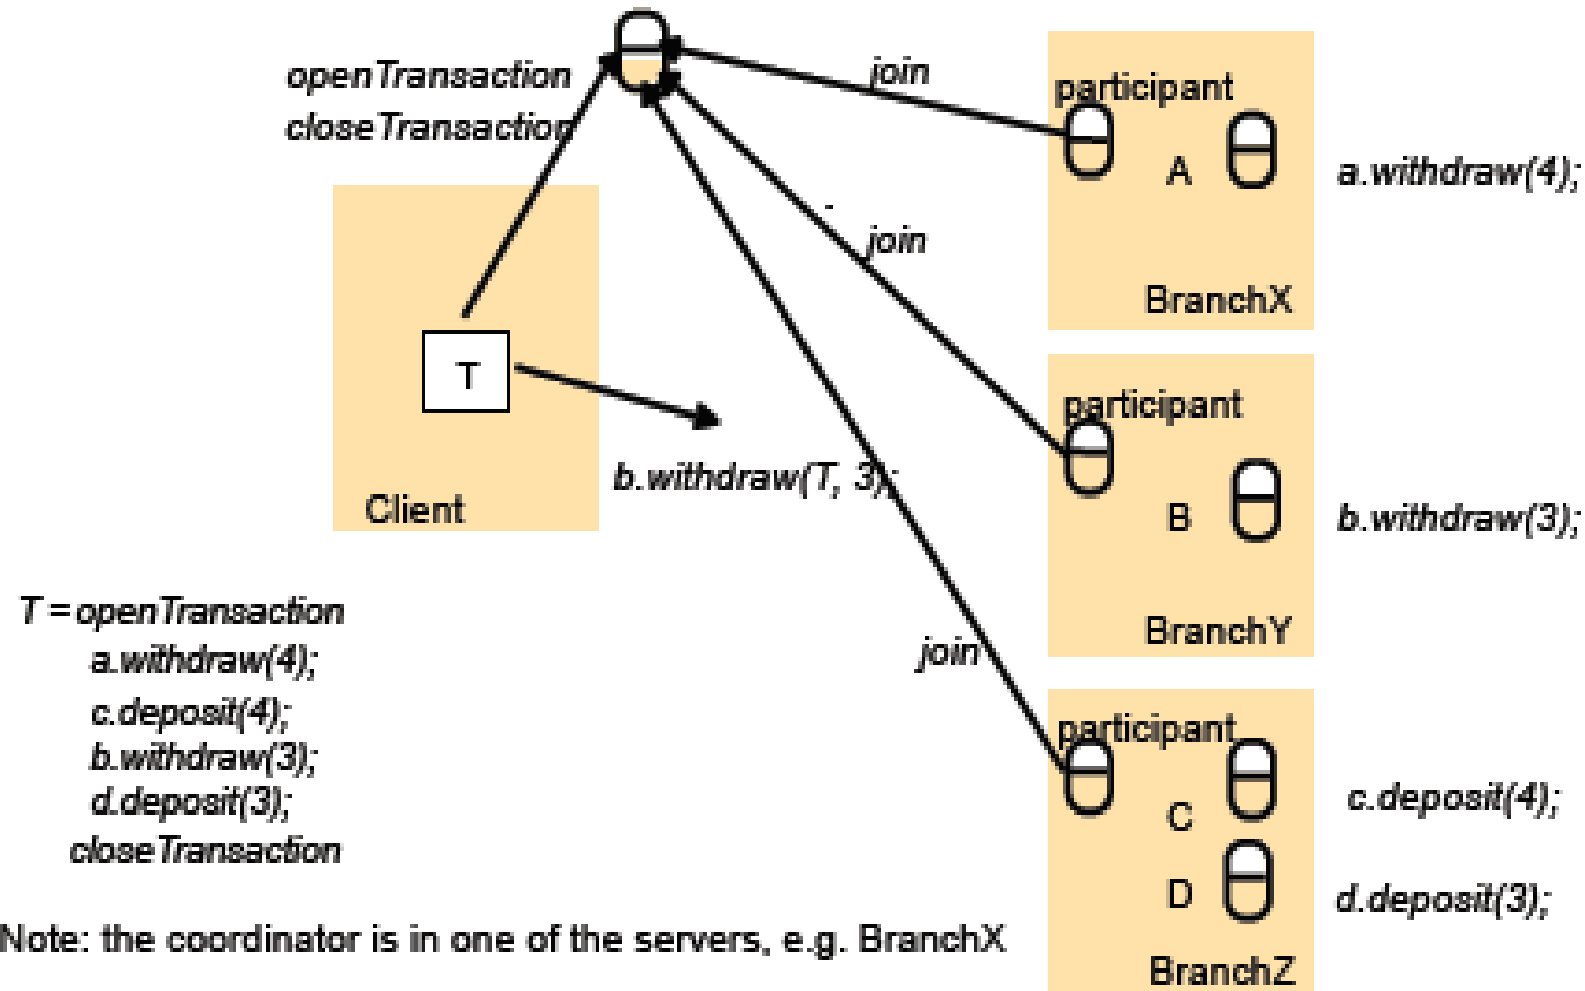 openTransaction
closeTransaction
join
participant
A
a.withdraw(4);
BranchX
join
T
b.withdraw(T, 3);
Client
participant
B
b.withdraw(3);
BranchY
join
T = openTransaction
a.withdraw(4);
c.deposit(4);
b.withdraw(3);
d.deposit(3);
closeTransaction
participant
C
c.deposit(4);
D
d.deposit(3);
BranchZ
Note: the coordinator is in one of the servers, e.g. BranchX